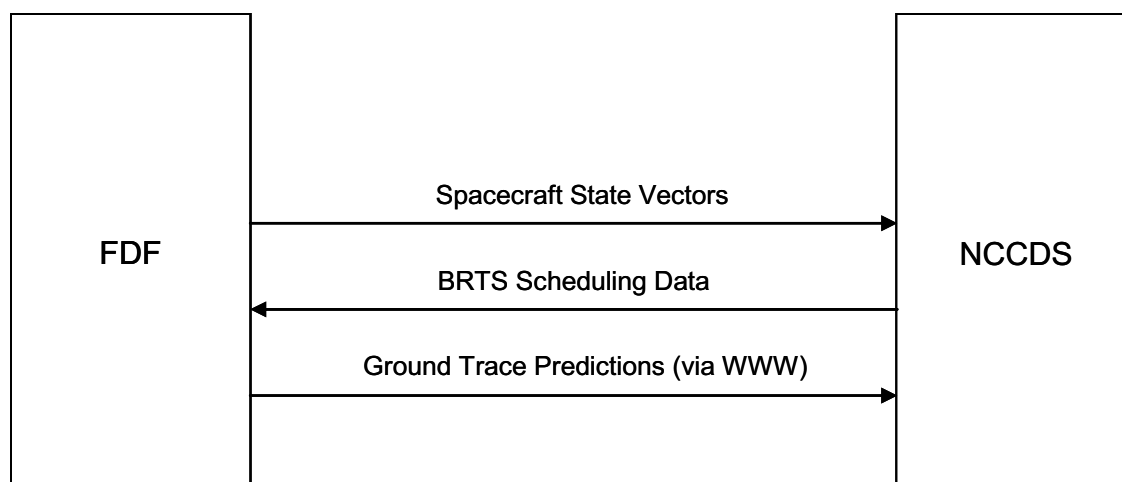 Spacecraft State Vectors
FDF
NCCDS
BRTS Scheduling Data
Ground Trace Predictions (via WWW)